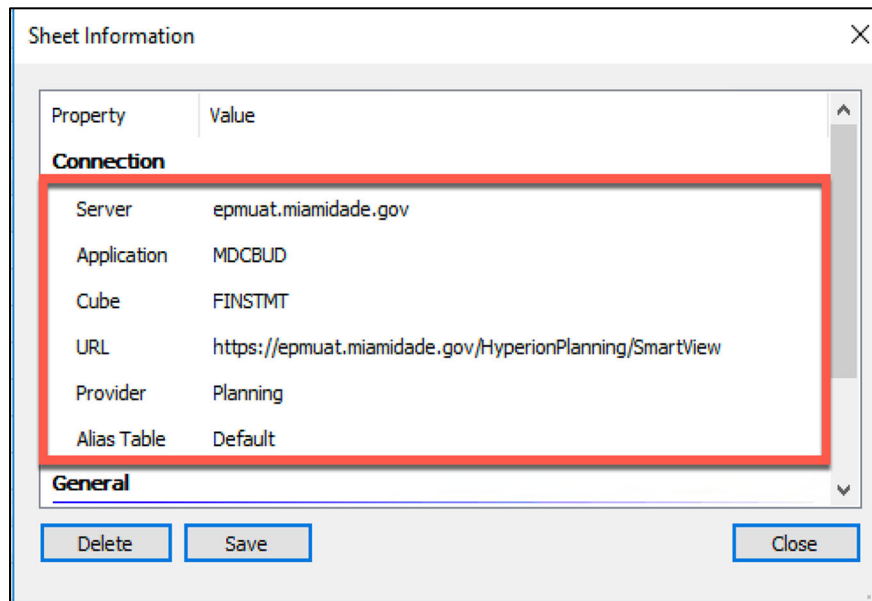 Sheet Information
Property Value
Connection
Server epmuat.miamidade.gov
Application MDCBUD
Cube FINSTMT
URL https://epmuat.miamidade.gov/HyperionPlanning/SmartView
Provider Planning
Alias Table Default
General
Delete Save Close